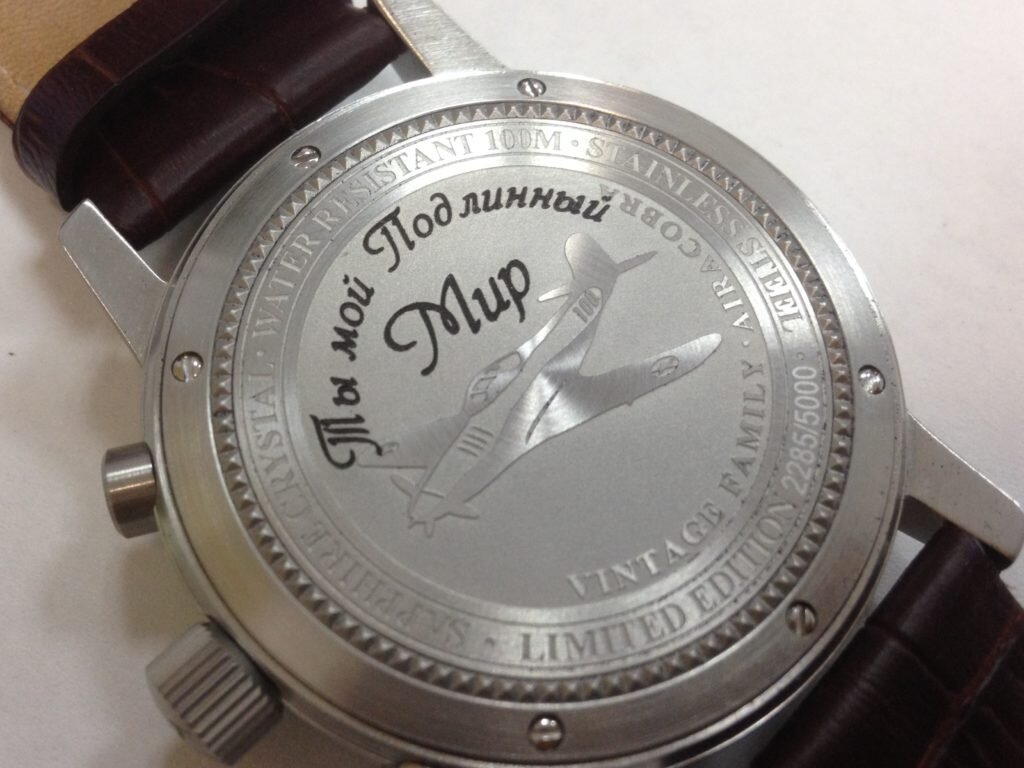 SAPPHIRE CRYSTAL · WATER RESISTANT 100M · STAINLESS STEEL · LIMITED EDITION 2285/5000 ·
Ты мой Подлинный
Мир
100
VINTAGE FAMILY · AIRACOBRA